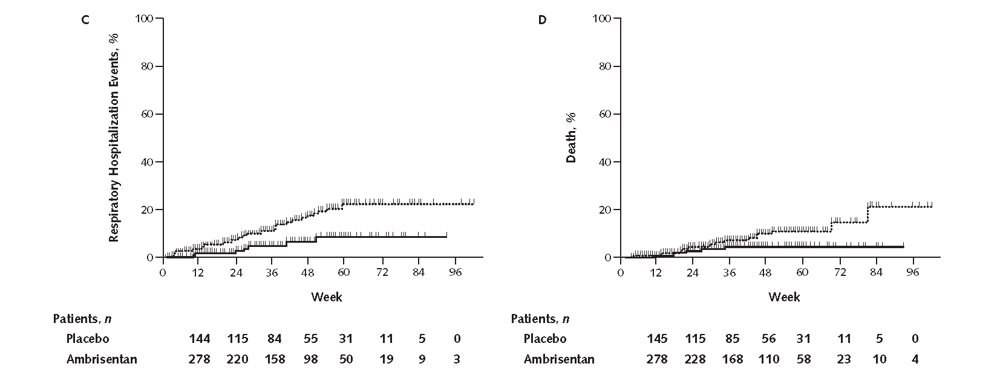 C
Respiratory Hospitalization Events, %
100
80
60
40
20
0
0 12 24 36 48 60 72 84 96
Week
Patients, n
Placebo 144 115 84 55 31 11 5 0
Ambrisentan 278 220 158 98 50 19 9 3
D
Death, %
100
80
60
40
20
0
0 12 24 36 48 60 72 84 96
Week
Patients, n
Placebo 145 115 85 56 31 11 5 0
Ambrisentan 278 228 168 110 58 23 10 4